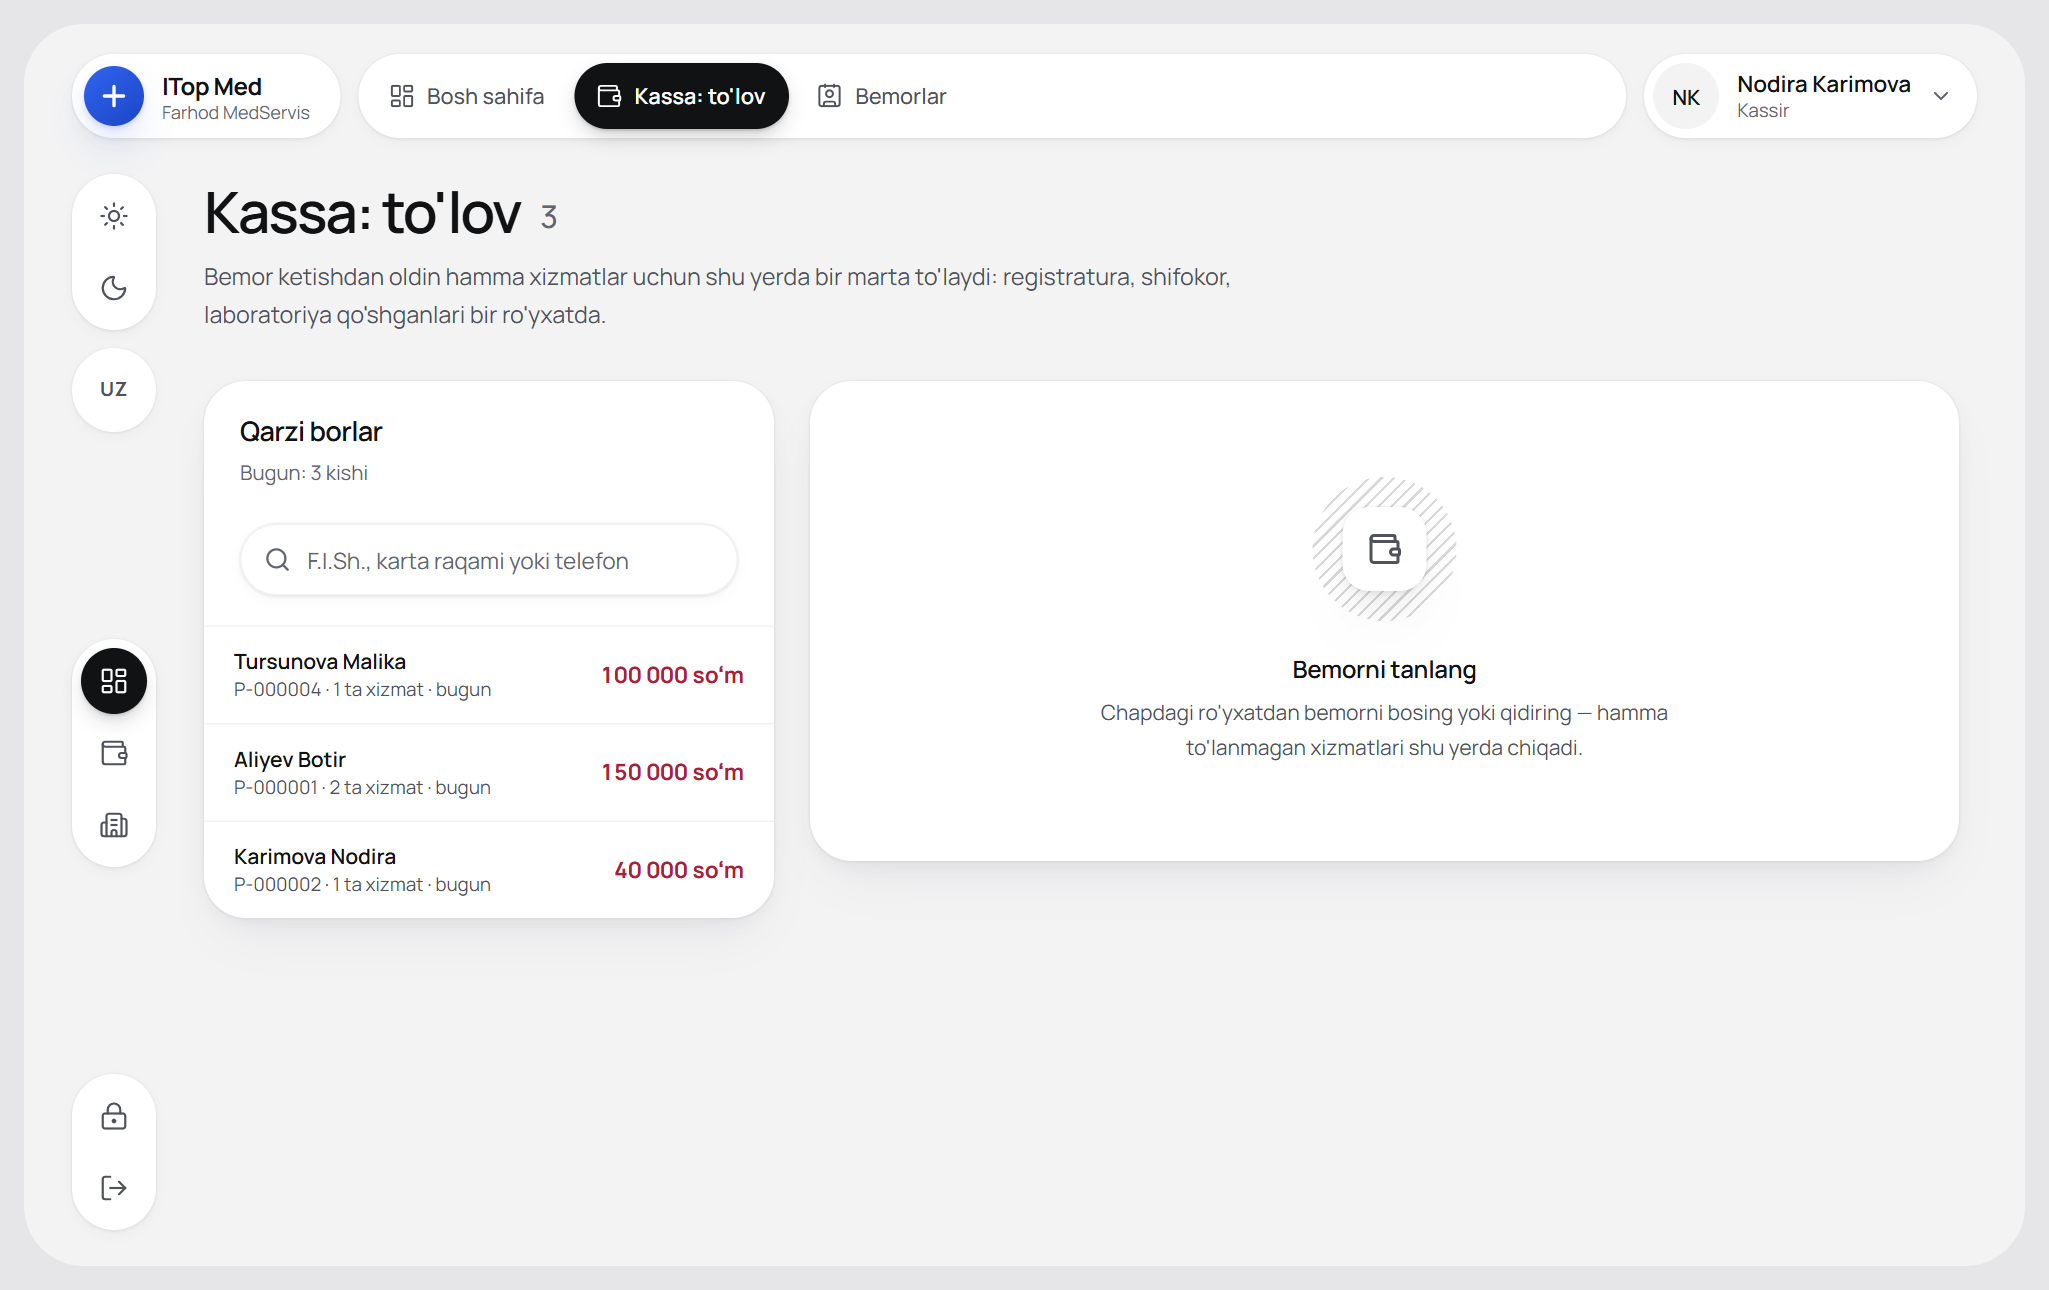 ITop Med
Farhod MedServis
Bosh sahifa
Kassa: to'lov
Bemorlar
NK
Nodira Karimova
Kassir
UZ
Kassa: to'lov 3
Bemor ketishdan oldin hamma xizmatlar uchun shu yerda bir marta to'laydi: registratura, shifokor,
laboratoriya qo'shganlari bir ro'yxatda.
Qarzi borlar
Bugun: 3 kishi
F.I.Sh., karta raqami yoki telefon
Tursunova Malika
P-000004 · 1 ta xizmat · bugun
100 000 soʻm
Aliyev Botir
P-000001 · 2 ta xizmat · bugun
150 000 soʻm
Karimova Nodira
P-000002 · 1 ta xizmat · bugun
40 000 soʻm
Bemorni tanlang
Chapdagi ro'yxatdan bemorni bosing yoki qidiring — hamma
to'lanmagan xizmatlari shu yerda chiqadi.